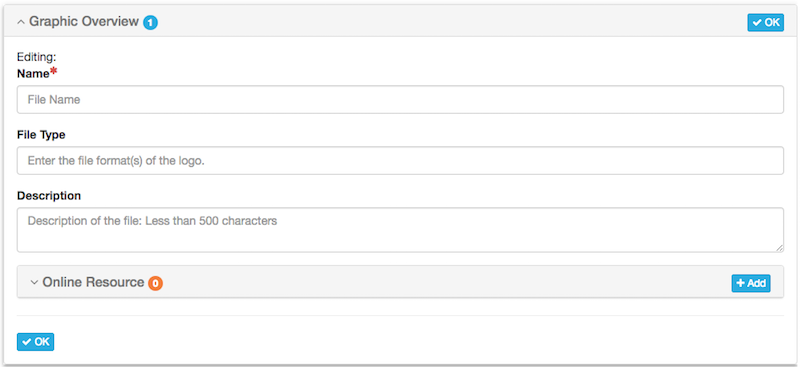 Graphic Overview 1 OK
Editing:
Name*
File Name
File Type
Enter the file format(s) of the logo.
Description
Description of the file: Less than 500 characters
Online Resource 0 Add
OK